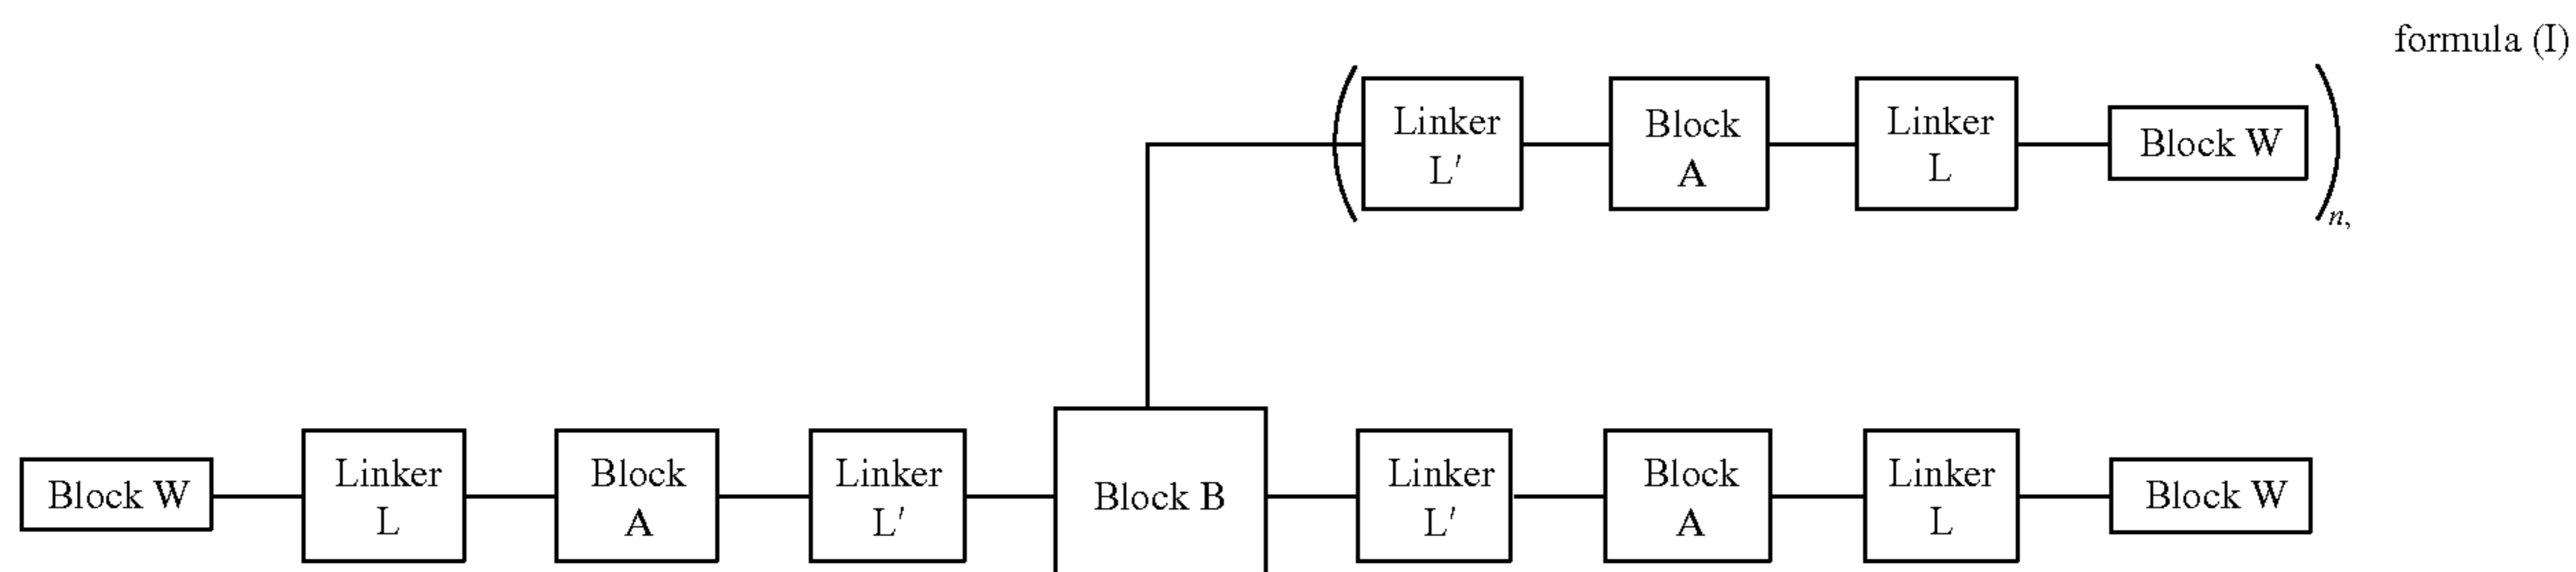 formula (I)
Linker Block Linker Block W
L′ A L
n,
Block W Linker Block Linker Block B Linker Block Linker Block W
L A L′ L′ A L